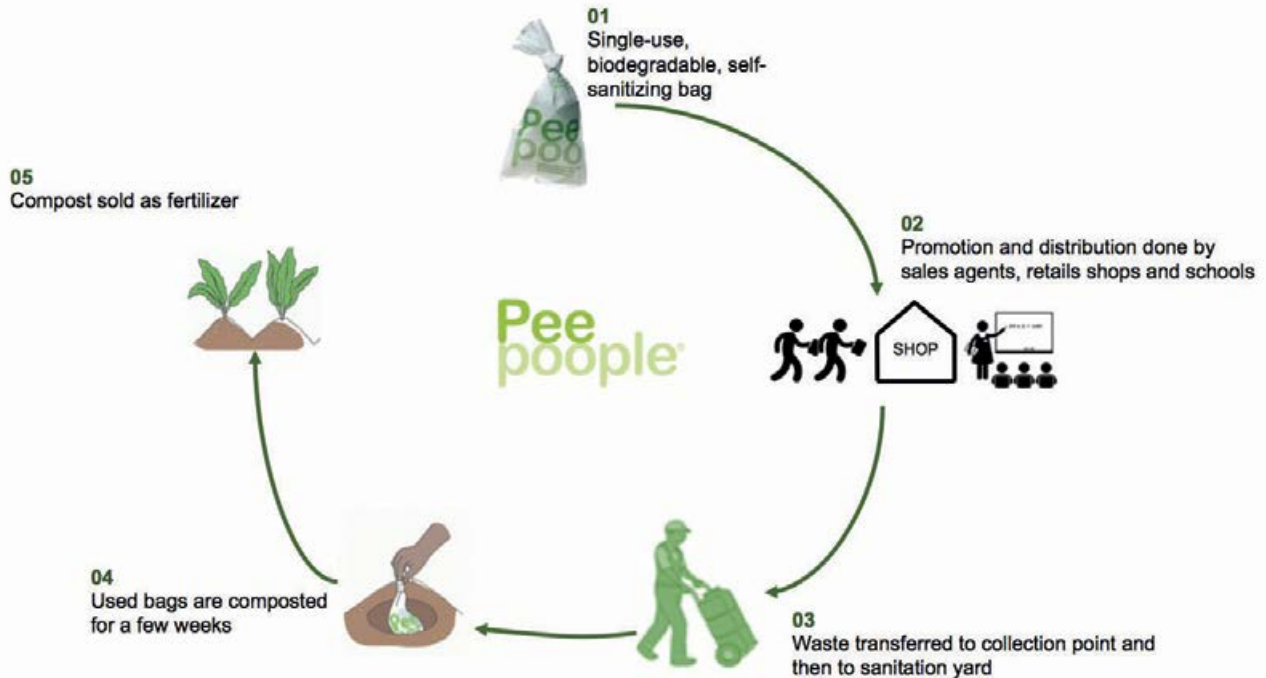 01
Single-use,
biodegradable, self-
sanitizing bag
Pee
poo
02
Promotion and distribution done by
sales agents, retails shops and schools
SHOP
03
Waste transferred to collection point and
then to sanitation yard
04
Used bags are composted
for a few weeks
Pee
05
Compost sold as fertilizer
Pee
poople®